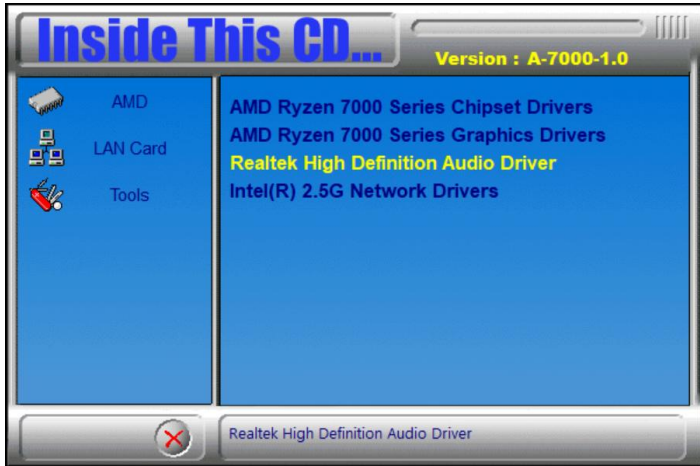 Inside This CD...
Version : A-7000-1.0
AMD
LAN Card
Tools
AMD Ryzen 7000 Series Chipset Drivers
AMD Ryzen 7000 Series Graphics Drivers
Realtek High Definition Audio Driver
Intel(R) 2.5G Network Drivers
Realtek High Definition Audio Driver